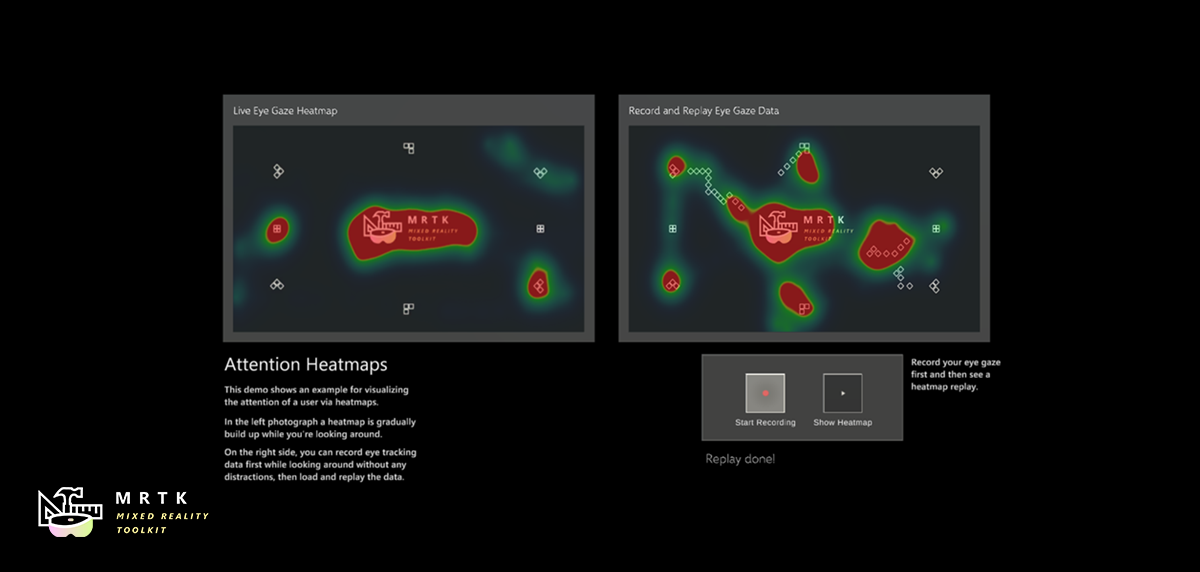 Live Eye Gaze Heatmap
MRTK
MIXED REALITY
TOOLKIT
Record and Replay Eye Gaze Data
MRTK
MIXED REALITY
TOOLKIT
Attention Heatmaps
This demo shows an example for visualizing
the attention of a user via heatmaps.
In the left photograph a heatmap is gradually
build up while you're looking around.
On the right side, you can record eye tracking
data first while looking around without any
distractions, then load and replay the data.
Start Recording
Show Heatmap
Record your eye gaze
first and then see a
heatmap replay.
Replay done!
MRTK
MIXED REALITY
TOOLKIT